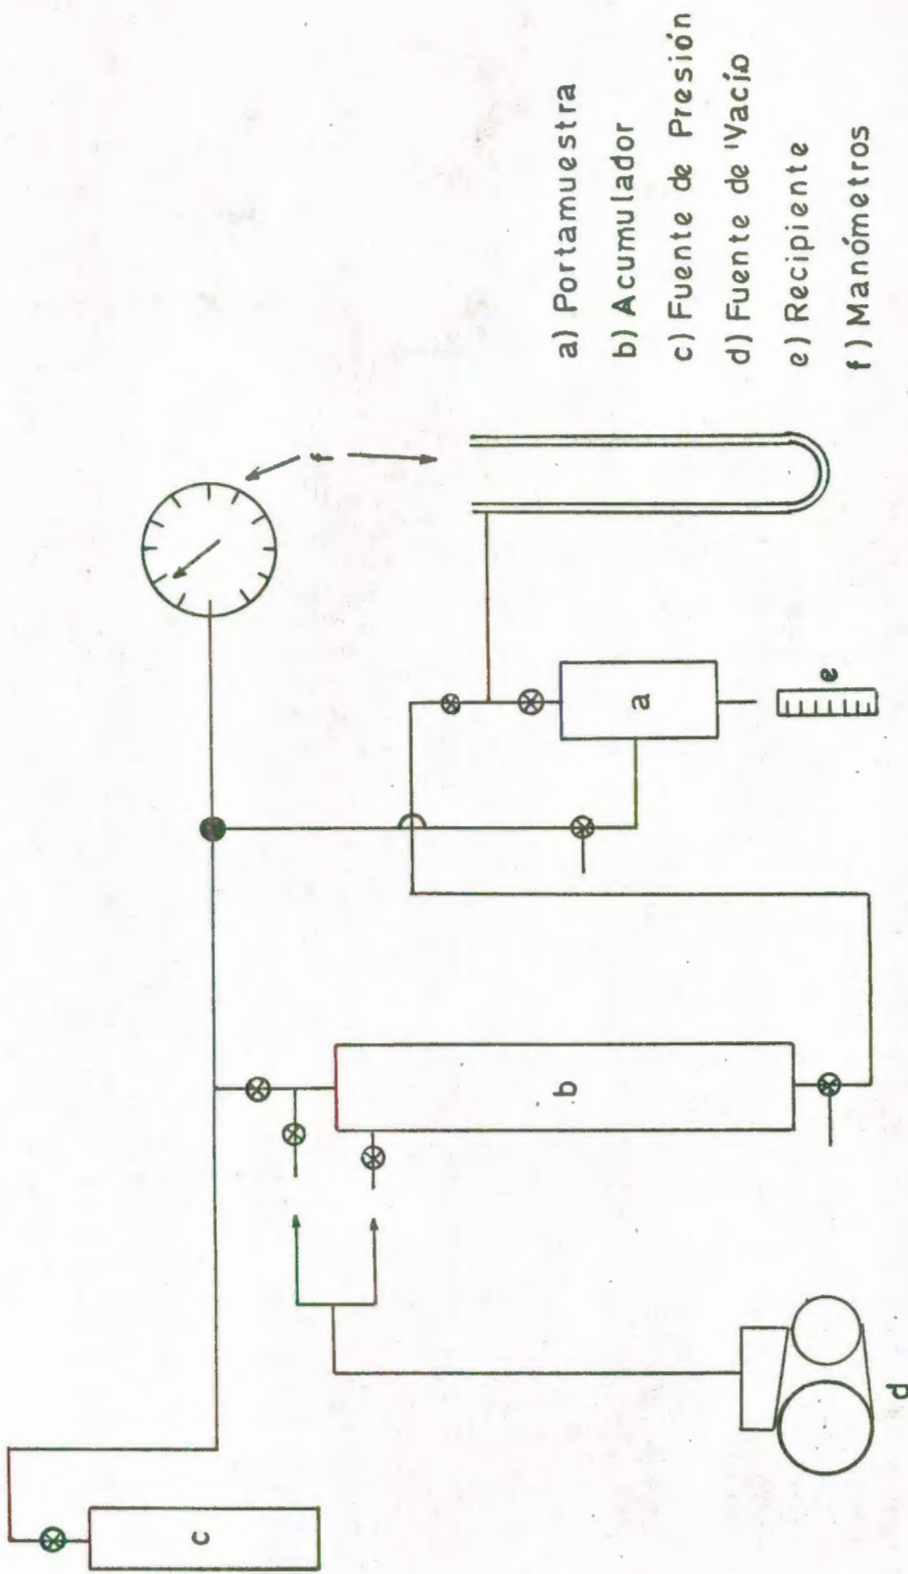 a) Portamuestra
b) Acumulador
c) Fuente de Presión
d) Fuente de 'Vacío
e) Recipiente
f) Manómetros
f
a
e
b
c
d